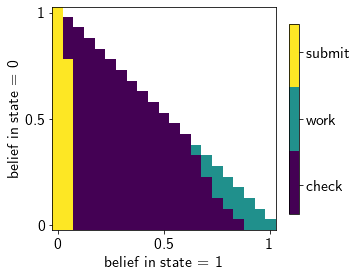 1
0.5
0
belief in state = 0
0
0.5
1
belief in state = 1
submit
work
check